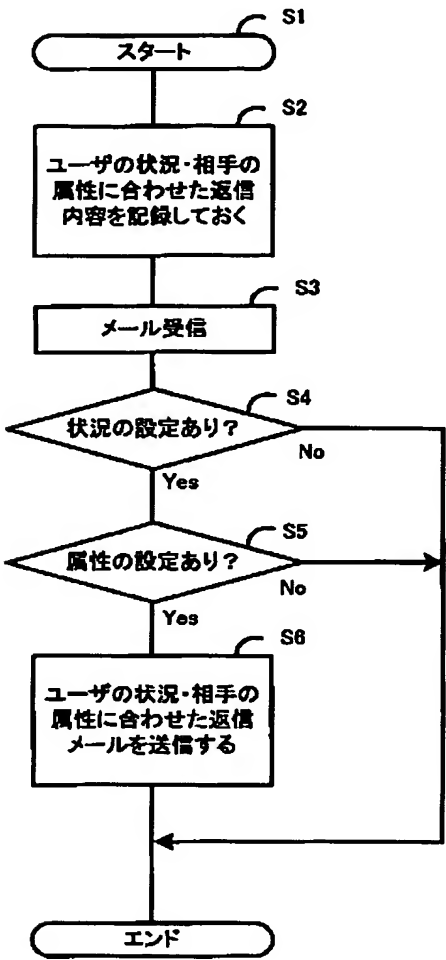 S1
スタート
S2
ユーザの状況・相手の
属性に合わせた返信
内容を記録しておく
S3
メール受信
S4
状況の設定あり？
No
Yes
S5
属性の設定あり？
No
Yes
S6
ユーザの状況・相手の
属性に合わせた返信
メールを送信する
エンド